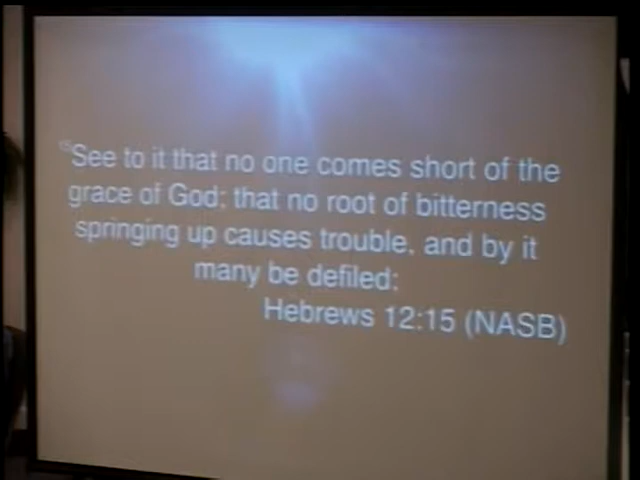 15See to it that no one comes short of the
grace of God; that no root of bitterness
springing up causes trouble, and by it
many be defiled;
Hebrews 12:15 (NASB)